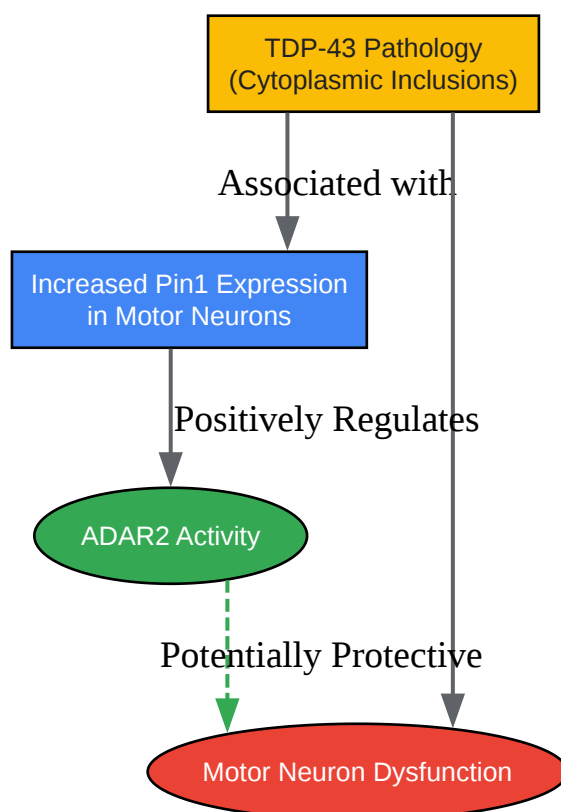 TDP-43 Pathology
(Cytoplasmic Inclusions)
Associated with
Increased Pin1 Expression
in Motor Neurons
Positively Regulates
ADAR2 Activity
Potentially Protective
Motor Neuron Dysfunction